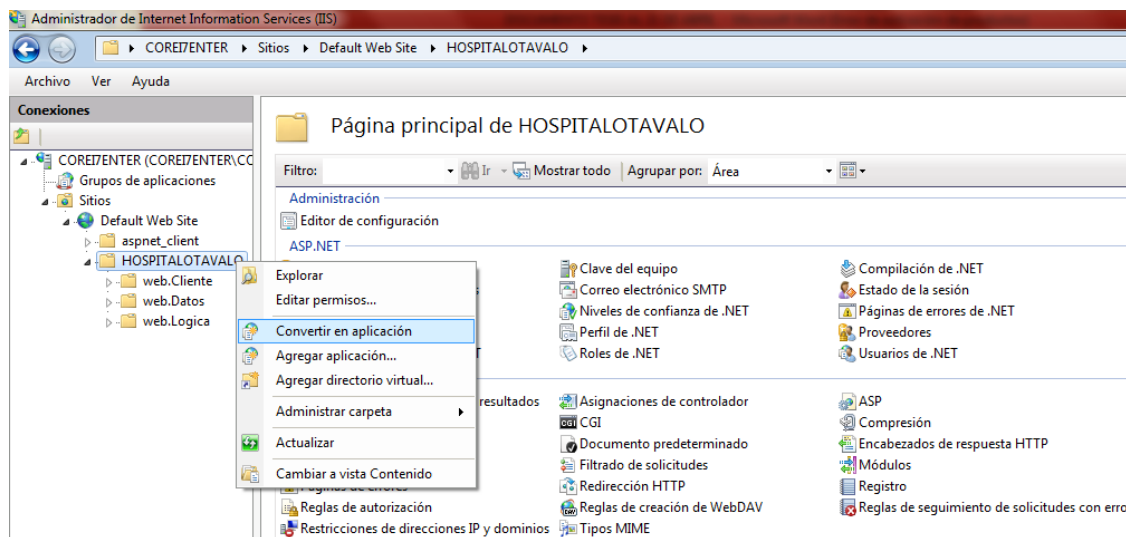 Administrador de Internet Information Services (IIS)
COREI7ENTER Sitios Default Web Site HOSPITALOTAVALO
Archivo Ver Ayuda
Conexiones
Página principal de HOSPITALOTAVALO
COREI7ENTER (COREI7ENTER\CO
Grupos de aplicaciones
Sitios
Default Web Site
aspnet_client
HOSPITALOTAVALO
web.Cliente
web.Datos
web.Logica
Filtro: Ir Mostrar todo Agrupar por: Área
Administración
Editor de configuración
ASP.NET
Clave del equipo Compilación de .NET
Correo electrónico SMTP Estado de la sesión
Niveles de confianza de .NET Páginas de errores de .NET
Perfil de .NET Proveedores
Roles de .NET Usuarios de .NET
Explorar
Editar permisos...
Convertir en aplicación
Agregar aplicación...
Agregar directorio virtual...
Administrar carpeta
Actualizar
Cambiar a vista Contenido
resultados Asignaciones de controlador ASP
CGI Compresión
Documento predeterminado Encabezados de respuesta HTTP
Filtrado de solicitudes Módulos
Páginas de errores Redirección HTTP Registro
Reglas de autorización Reglas de creación de WebDAV Reglas de seguimiento de solicitudes con erro
Restricciones de direcciones IP y dominios Tipos MIME